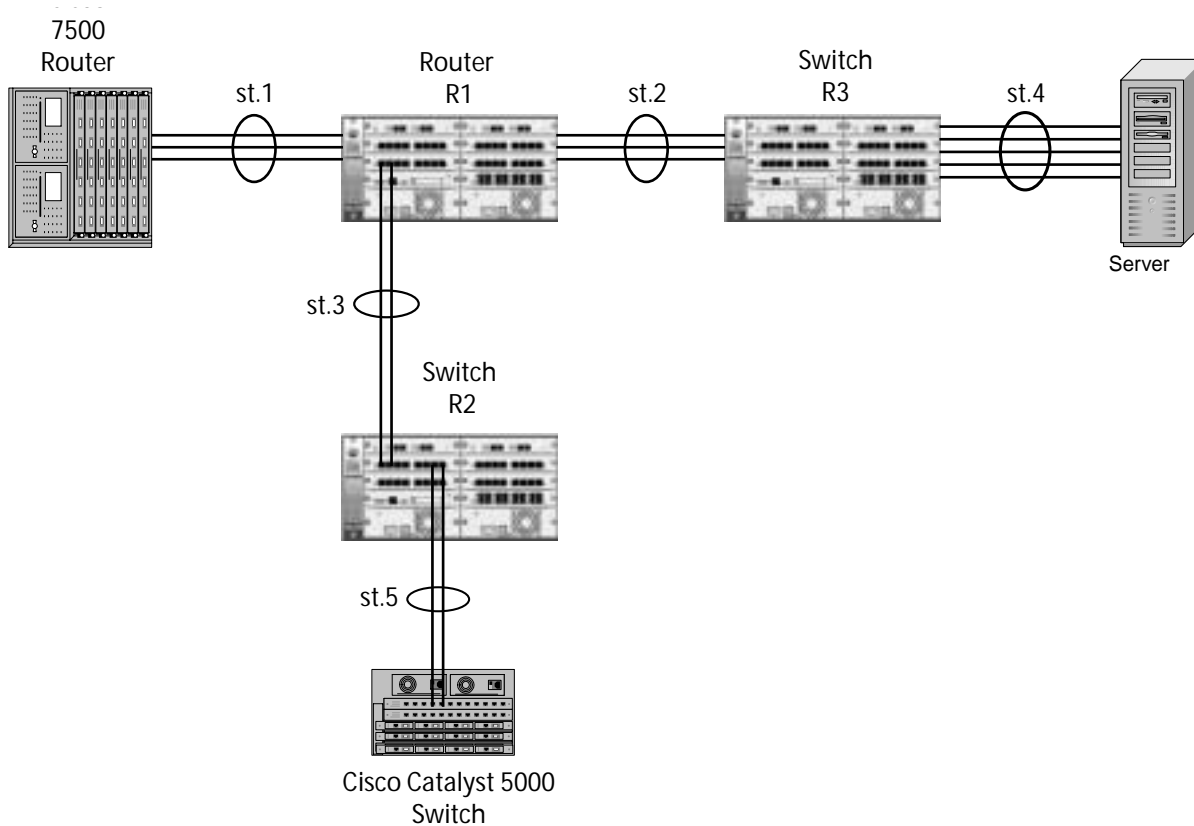 7500
Router
st.1
Router
R1
st.2
Switch
R3
st.4
Server
st.3
Switch
R2
st.5
Cisco Catalyst 5000
Switch